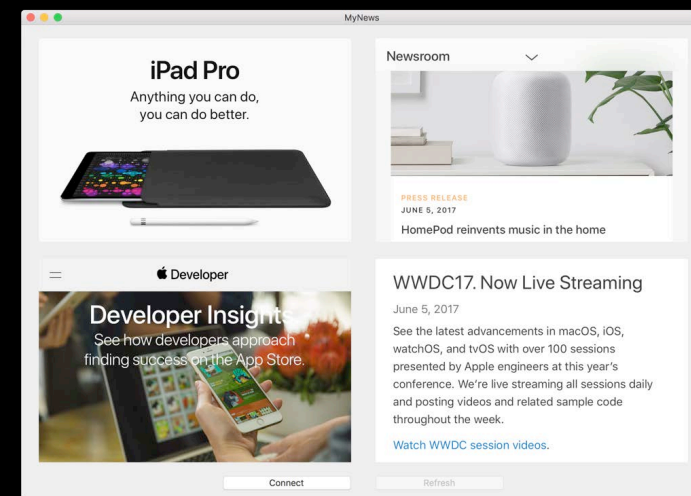 MyNews
iPad Pro
Anything you can do,
you can do better.
Newsroom
PRESS RELEASE
JUNE 5, 2017
HomePod reinvents music in the home
Developer
Developer Insights
See how developers approach
finding success on the App Store.
WWDC17. Now Live Streaming
June 5, 2017
See the latest advancements in macOS, iOS,
watchOS, and tvOS with over 100 sessions
presented by Apple engineers at this year's
conference. We're live streaming all sessions daily
and posting videos and related sample code
throughout the week.
Watch WWDC session videos.
Connect
Refresh